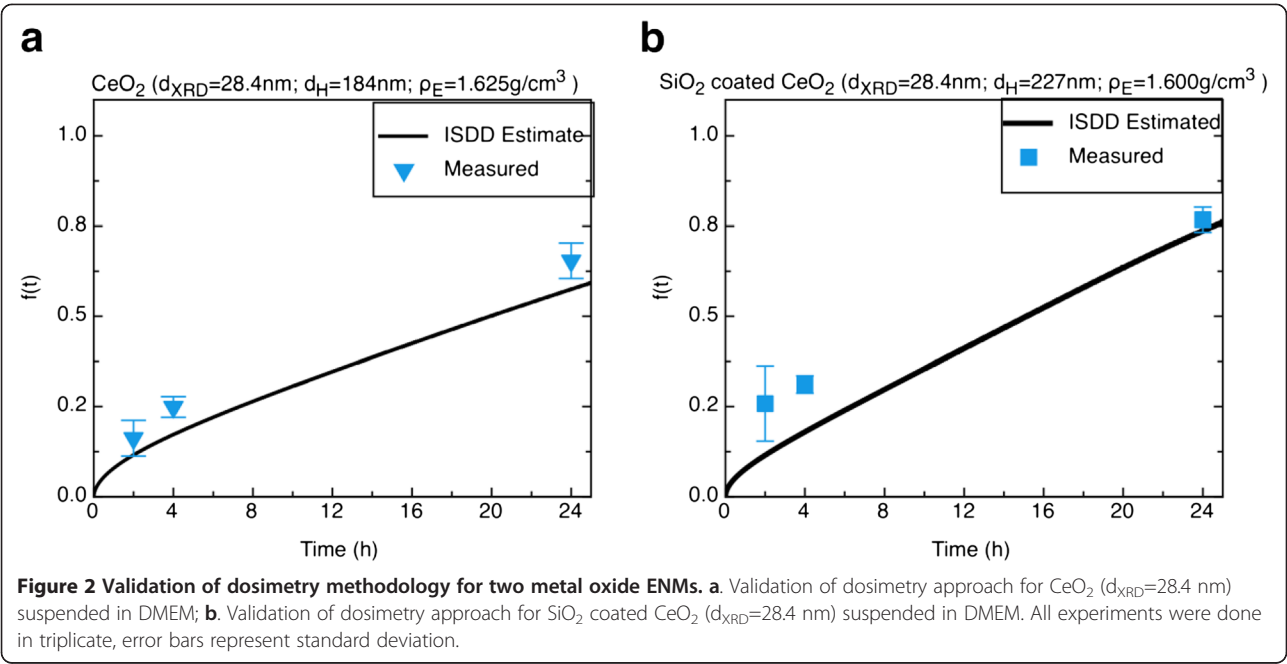 a
CeO2 (dXRD=28.4nm; dH=184nm; ρE=1.625g/cm3 )
ISDD Estimate
Measured
1.0
0.8
0.5
0.2
0.0
f(t)
0 4 8 12 16 20 24
Time (h)
b
SiO2 coated CeO2 (dXRD=28.4nm; dH=227nm; ρE=1.600g/cm3 )
ISDD Estimated
Measured
1.0
0.8
0.5
0.2
0.0
f(t)
0 4 8 12 16 20 24
Time (h)
Figure 2 Validation of dosimetry methodology for two metal oxide ENMs. a. Validation of dosimetry approach for CeO2 (dXRD=28.4 nm)
suspended in DMEM; b. Validation of dosimetry approach for SiO2 coated CeO2 (dXRD=28.4 nm) suspended in DMEM. All experiments were done
in triplicate, error bars represent standard deviation.